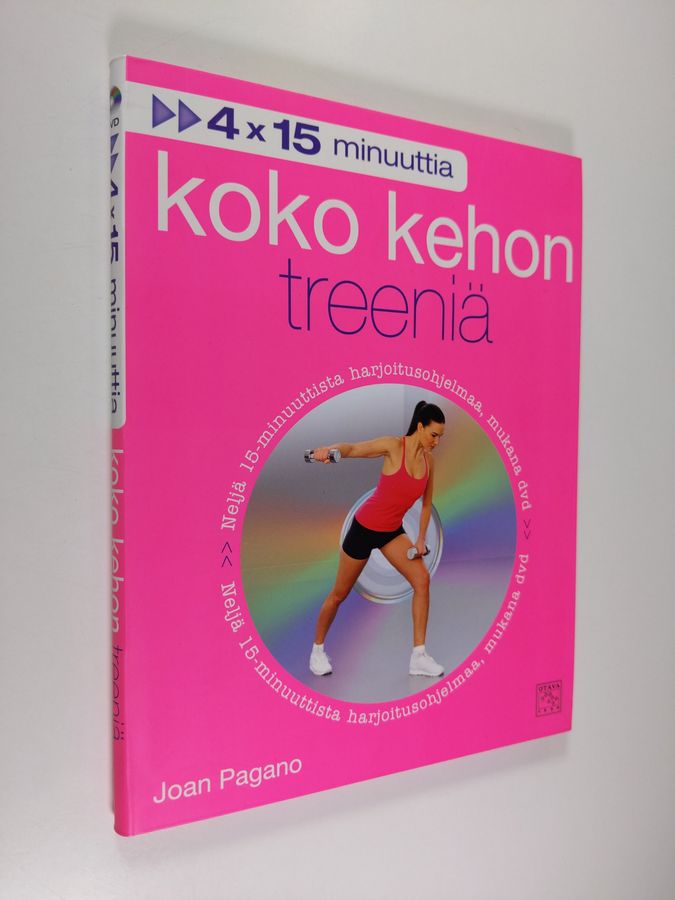 4 x 15 minuuttia
koko kehon
treeniä
>> Neljä 15-minuuttista harjoitusohjelmaa, mukana dvd
>> Neljä 15-minuuttista harjoitusohjelmaa, mukana dvd
OTAVA
Joan Pagano
4 x 15 minuuttia koko kehon treeniä